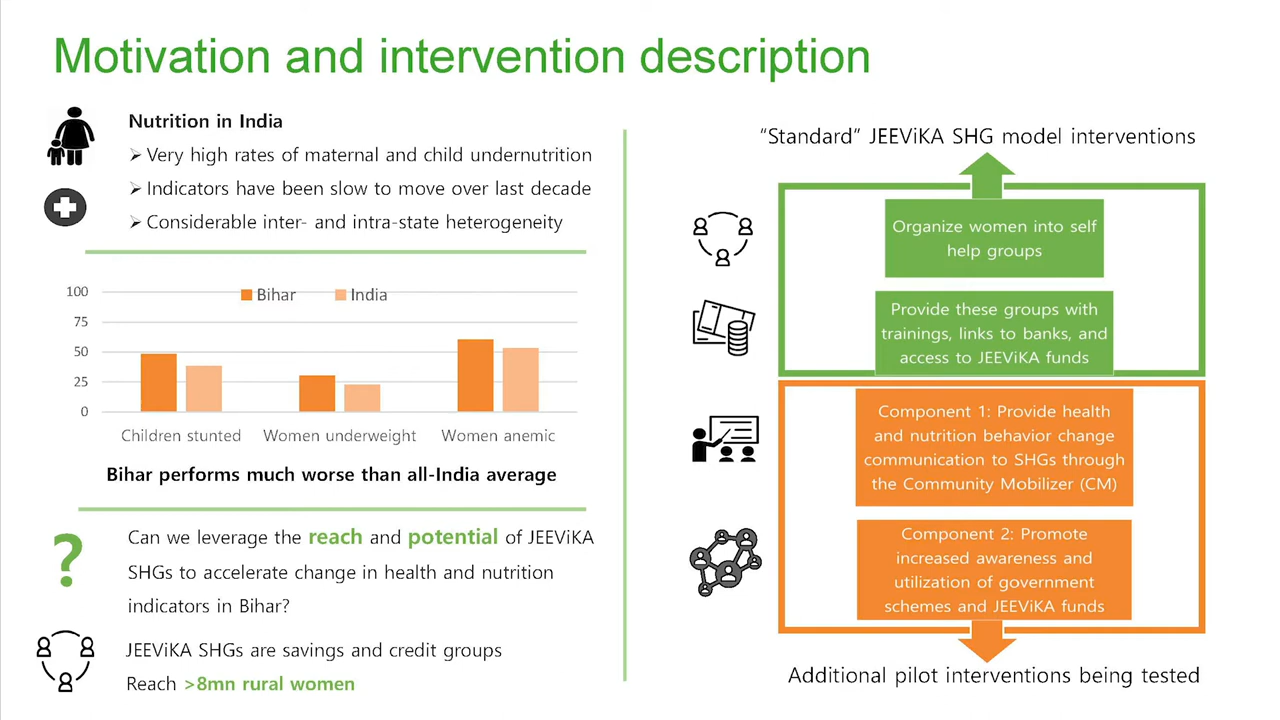 Motivation and intervention description
Nutrition in India
➢ Very high rates of maternal and child undernutrition
➢ Indicators have been slow to move over last decade
➢ Considerable inter- and intra-state heterogeneity
100
75
50
25
0
Bihar
India
Children stunted
Women underweight
Women anemic
Bihar performs much worse than all-India average
?
Can we leverage the reach and potential of JEEViKA
SHGs to accelerate change in health and nutrition
indicators in Bihar?
JEEViKA SHGs are savings and credit groups
Reach >8mn rural women
“Standard” JEEViKA SHG model interventions
Organize women into self
help groups
Provide these groups with
trainings, links to banks, and
access to JEEViKA funds
Component 1: Provide health
and nutrition behavior change
communication to SHGs through
the Community Mobilizer (CM)
Component 2: Promote
increased awareness and
utilization of government
schemes and JEEViKA funds
Additional pilot interventions being tested